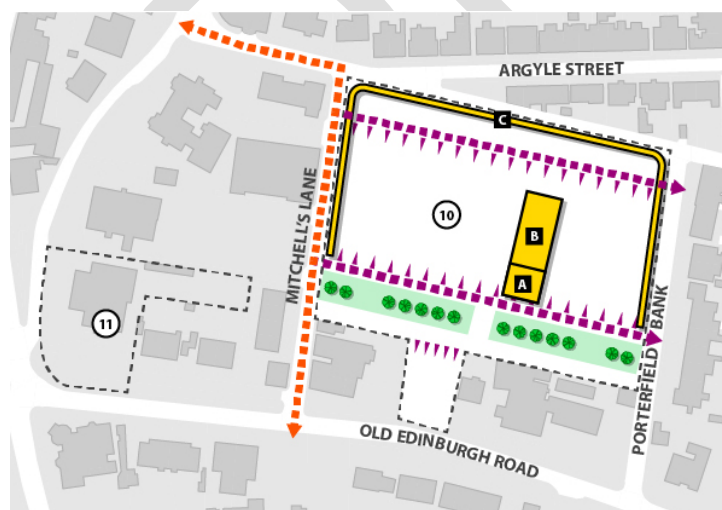 ARGYLE STREET
C
MITCHELL'S LANE
10
B
A
11
PORTERFIELD BANK
OLD EDINBURGH ROAD